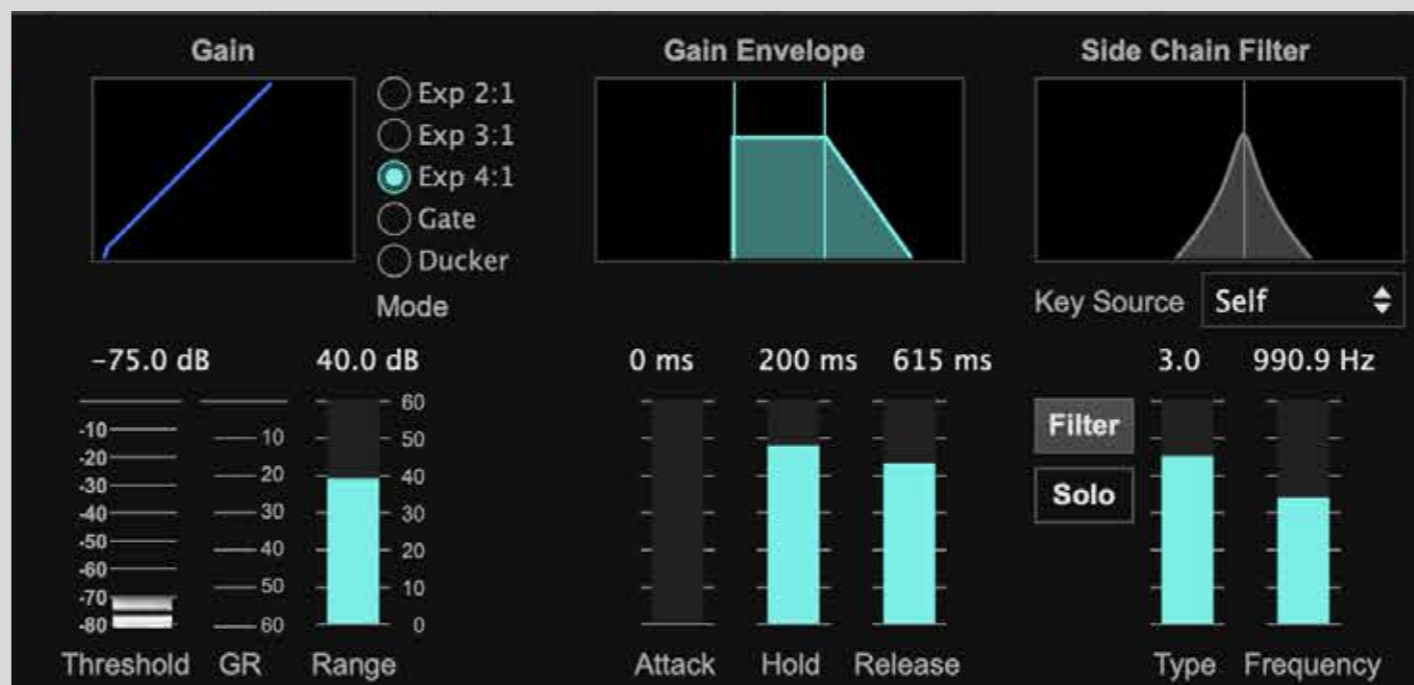 Gain
Exp 2:1
Exp 3:1
Exp 4:1
Gate
Ducker
Mode
-75.0 dB
40.0 dB
-10
-20
-30
-40
-50
-60
-70
-80
10
20
30
40
50
60
60
50
40
30
20
10
0
Threshold GR Range
Gain Envelope
0 ms 200 ms 615 ms
Attack Hold Release
Side Chain Filter
Key Source Self
3.0 990.9 Hz
Filter
Solo
Type Frequency